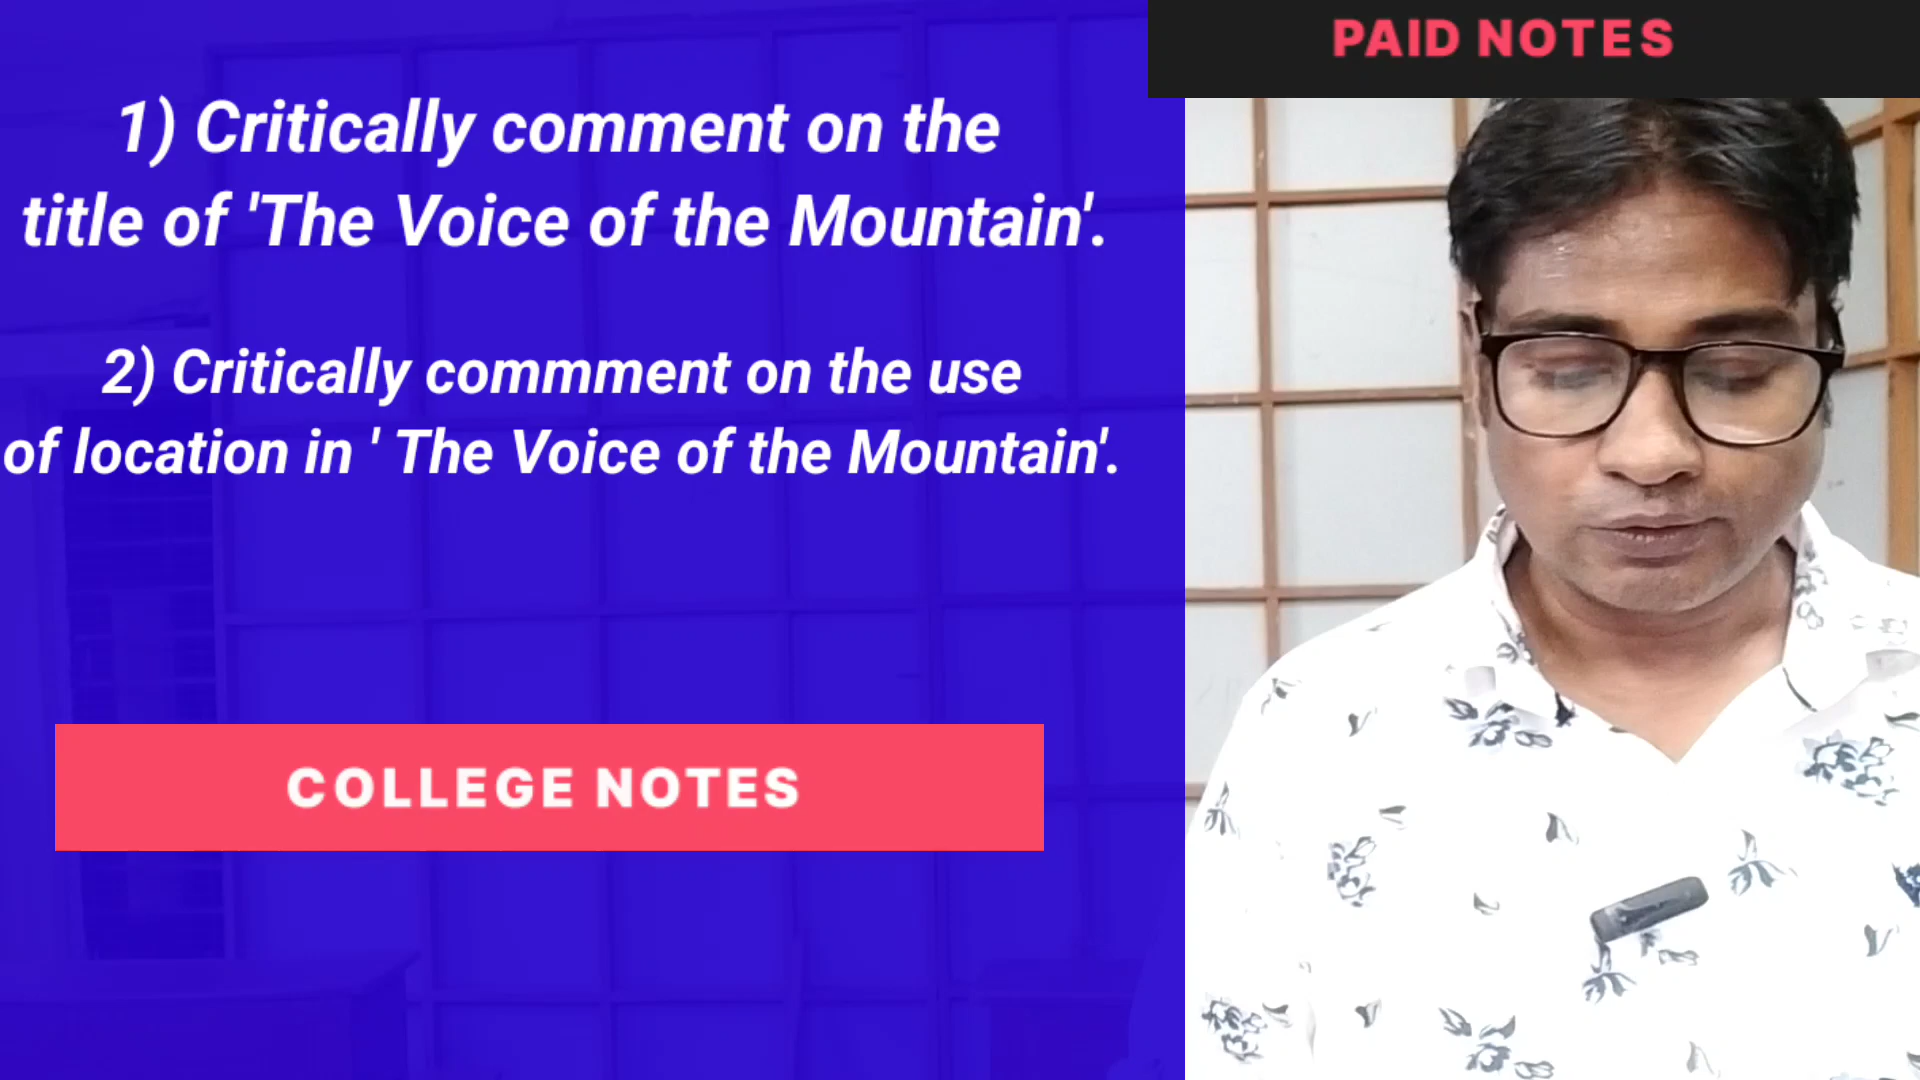 PAID NOTES
1) Critically comment on the
title of 'The Voice of the Mountain'.
2) Critically commment on the use
of location in ' The Voice of the Mountain'.
COLLEGE NOTES